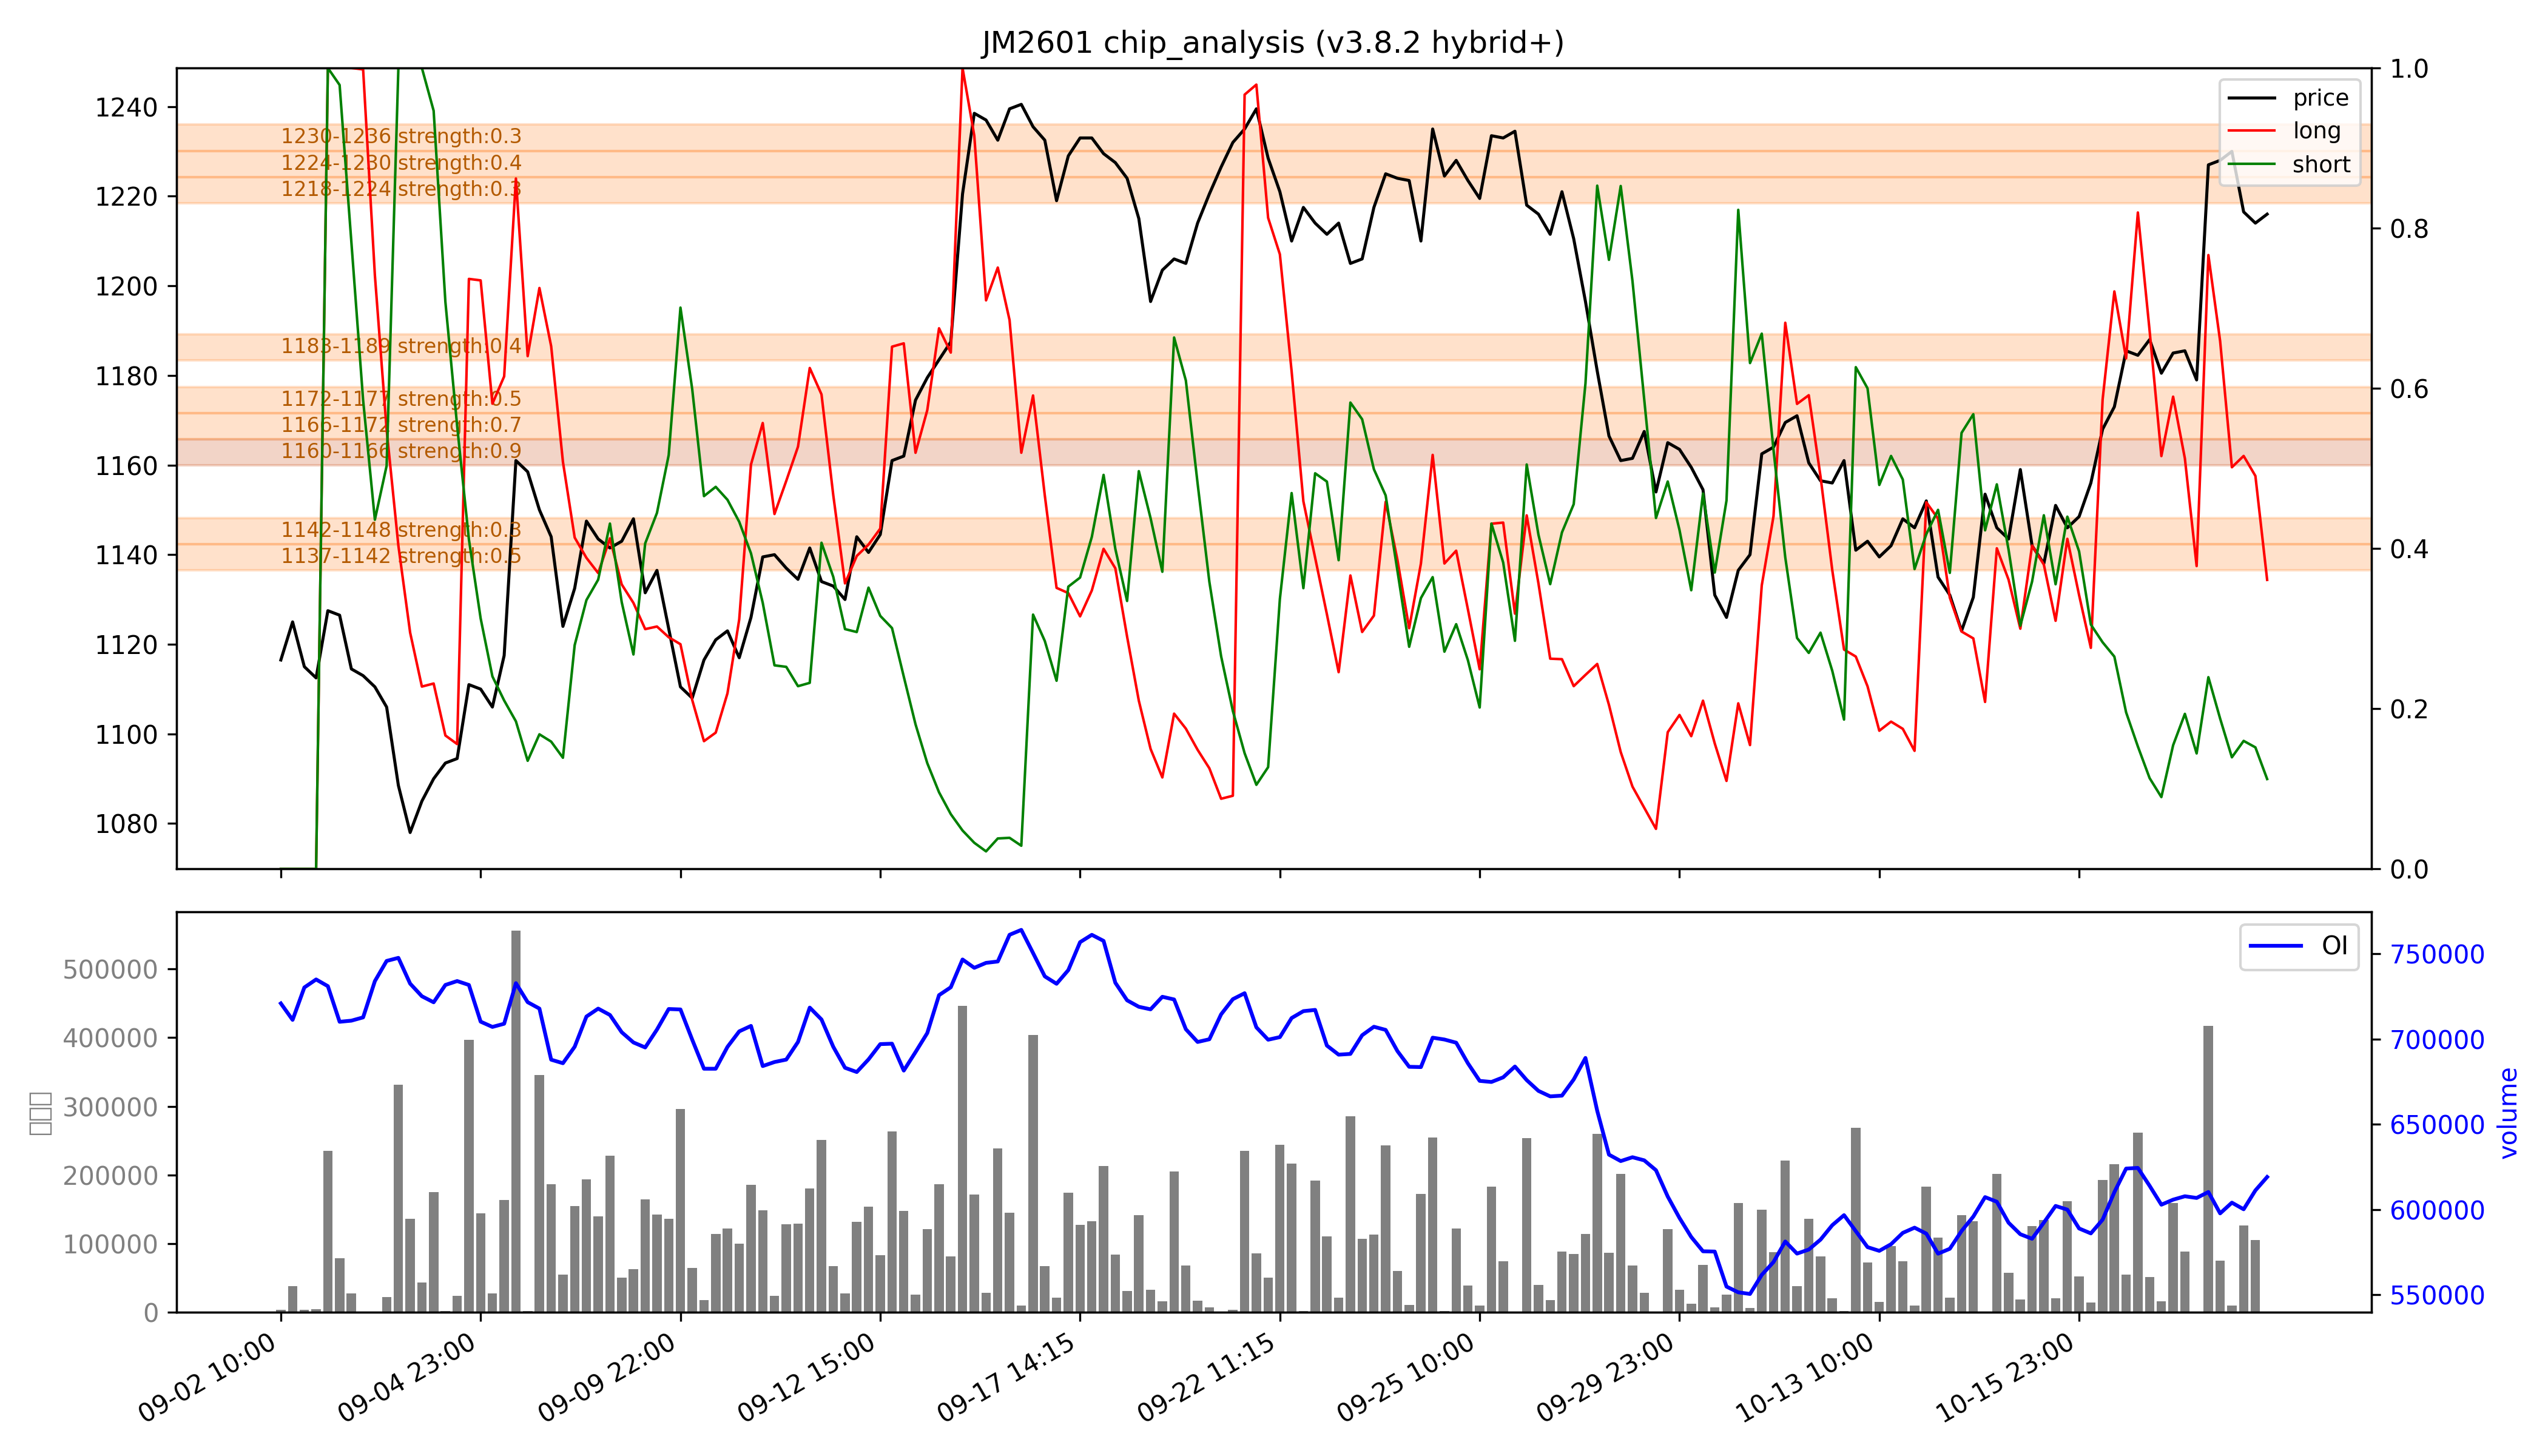 JM2601 chip_analysis (v3.8.2 hybrid+)
1240
1220
1200
1180
1160
1140
1120
1100
1080
1230-1236 strength:0.3
1224-1230 strength:0.4
1218-1224 strength:0.3
1183-1189 strength:0.4
1172-1177 strength:0.5
1166-1172 strength:0.7
1160-1166 strength:0.9
1142-1148 strength:0.3
1137-1142 strength:0.5
price
long
short
1.0
0.8
0.6
0.4
0.2
0.0
500000
400000
300000
200000
100000
0
OI
750000
700000
650000
600000
550000
volume
09-02 10:00
09-04 23:00
09-09 22:00
09-12 15:00
09-17 14:15
09-22 11:15
09-25 10:00
09-29 23:00
10-13 10:00
10-15 23:00